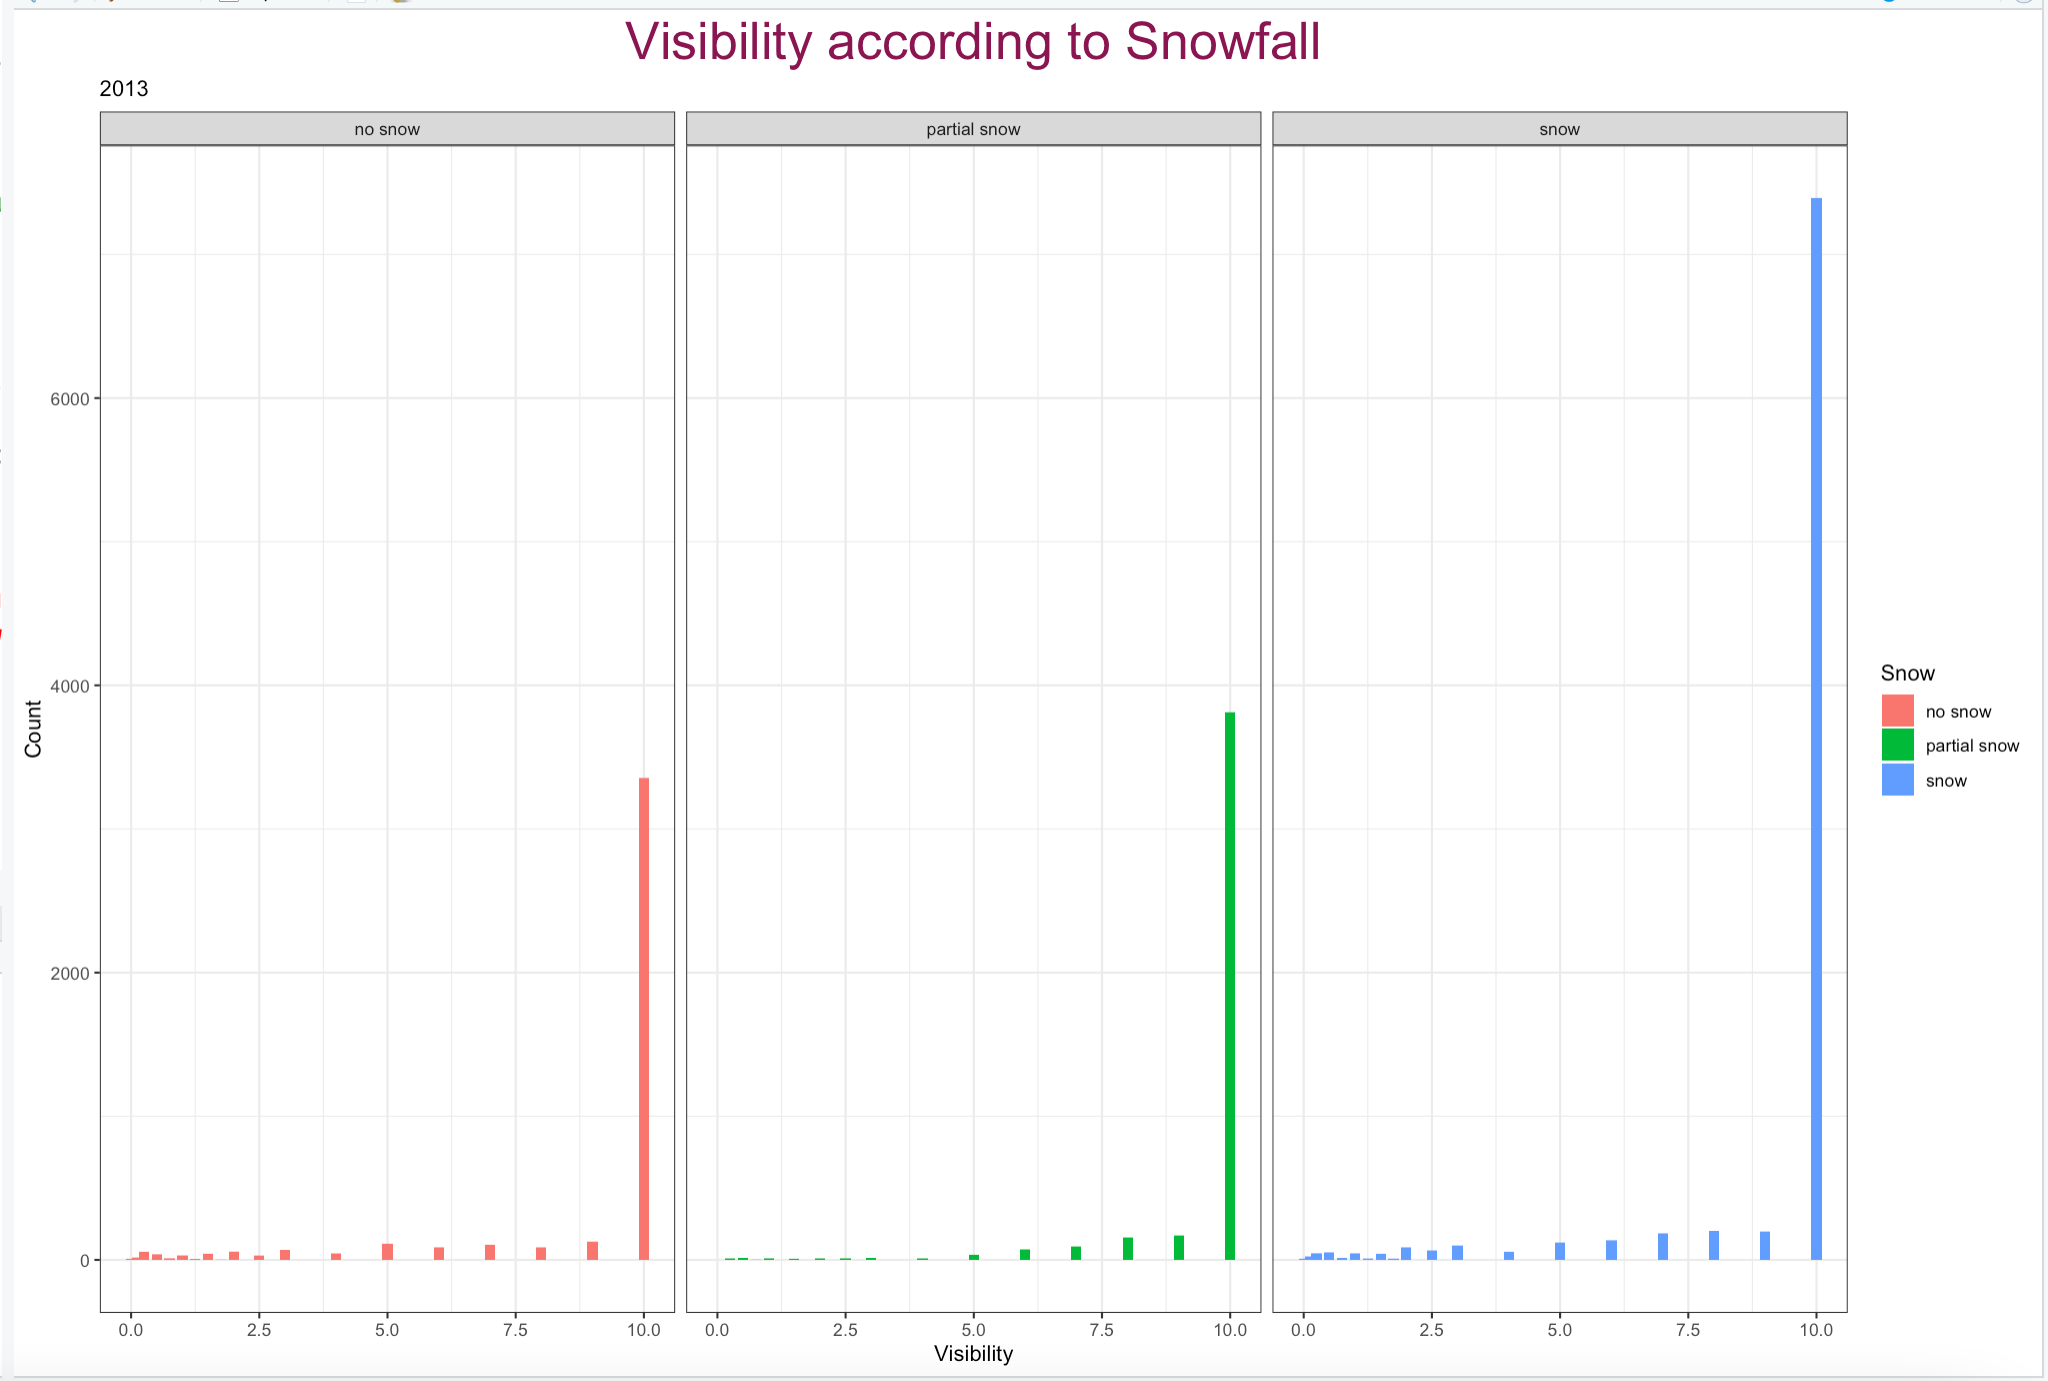 Visibility according to Snowfall
2013
no snow
partial snow
snow
6000
4000
2000
0
Count
0.0 2.5 5.0 7.5 10.0
0.0 2.5 5.0 7.5 10.0
0.0 2.5 5.0 7.5 10.0
Visibility
Snow
no snow
partial snow
snow